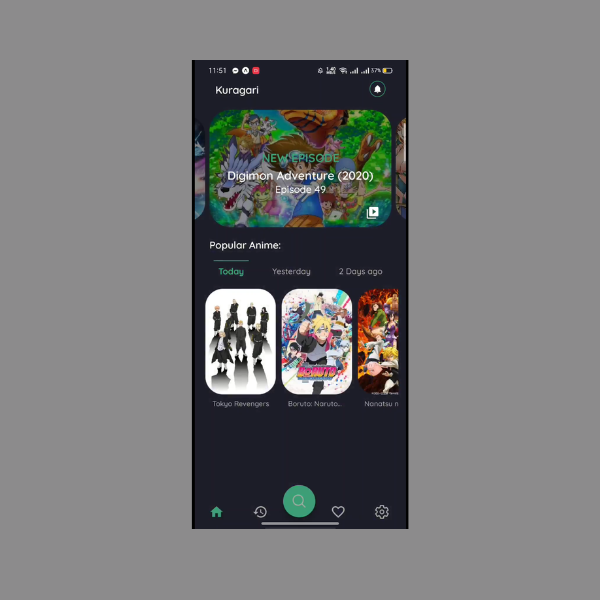 11:51
37%
Kuragari
NEW EPISODE
Digimon Adventure (2020)
Episode 49
Popular Anime:
Today Yesterday 2 Days ago
BORUTO
Tokyo Revengers Boruto: Naruto... Nanatsu n